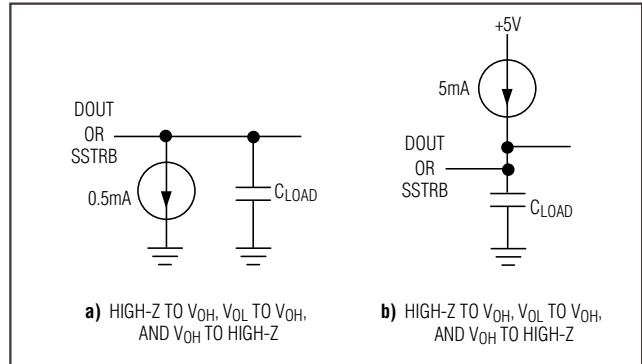 DOUT
OR
SSTRB
0.5mA
CLOAD
a) HIGH-Z TO VOH, VOL TO VOH,
AND VOH TO HIGH-Z
+5V
5mA
DOUT
OR
SSTRB
CLOAD
b) HIGH-Z TO VOH, VOL TO VOH,
AND VOH TO HIGH-Z